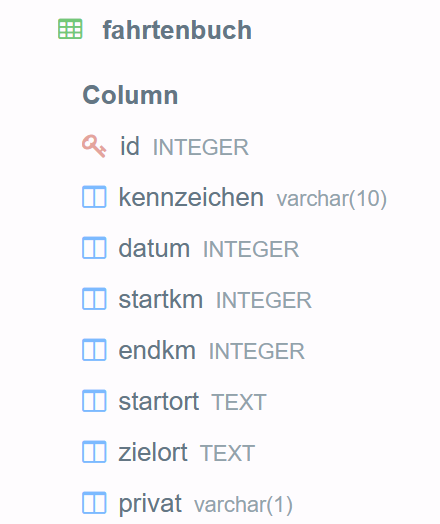 fahrtenbuch
Column
id INTEGER
kennzeichen varchar(10)
datum INTEGER
startkm INTEGER
endkm INTEGER
startort TEXT
zielort TEXT
privat varchar(1)